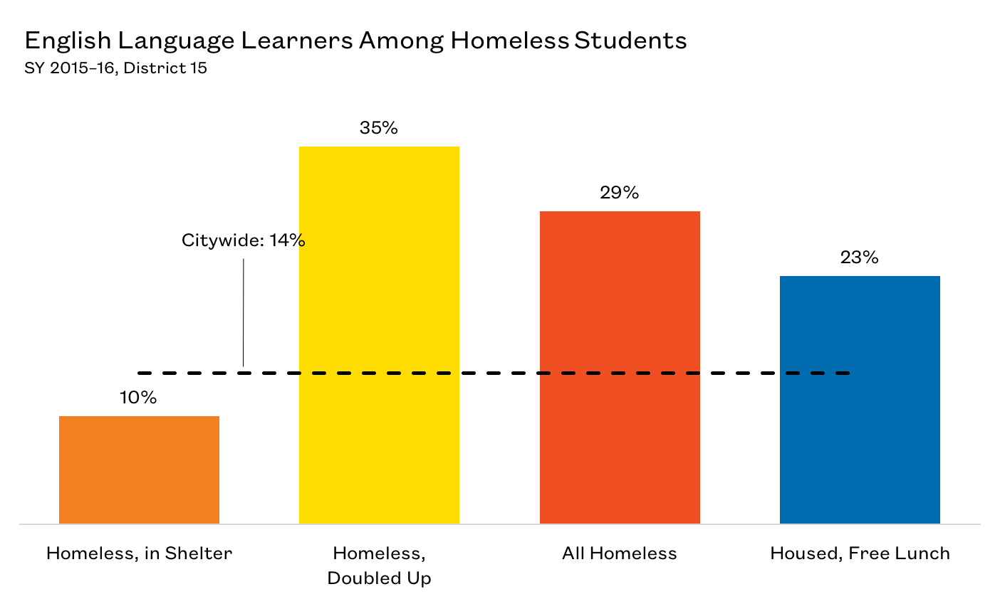 English Language Learners Among Homeless Students
SY 2015–16, District 15
35%
29%
Citywide: 14%
23%
10%
Homeless, in Shelter
Homeless,
Doubled Up
All Homeless
Housed, Free Lunch